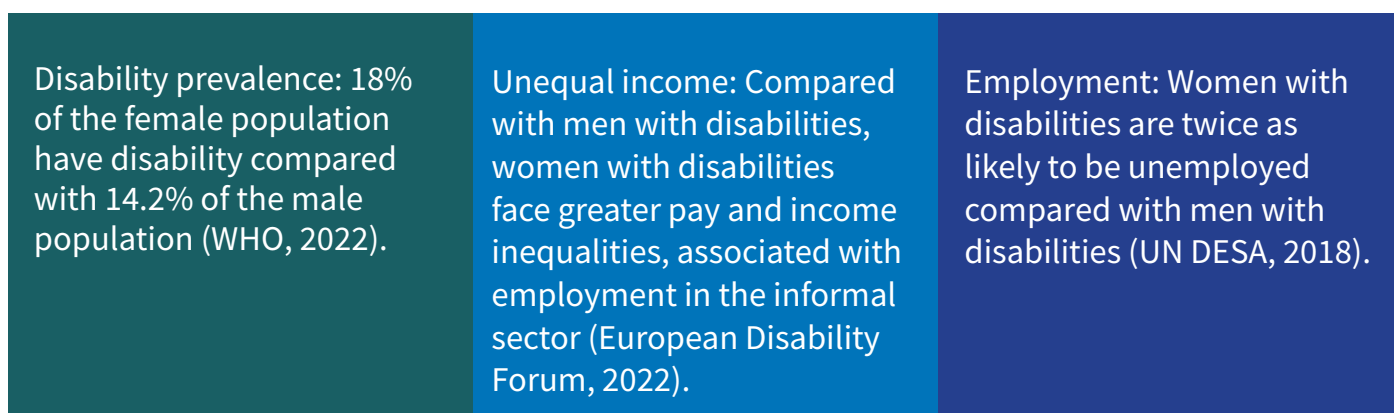 Disability prevalence: 18%
of the female population
have disability compared
with 14.2% of the male
population (WHO, 2022).
Unequal income: Compared
with men with disabilities,
women with disabilities
face greater pay and income
inequalities, associated with
employment in the informal
sector (European Disability
Forum, 2022).
Employment: Women with
disabilities are twice as
likely to be unemployed
compared with men with
disabilities (UN DESA, 2018).